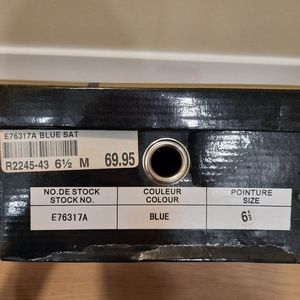 E76317A BLUE SAT
R2245-43 6½ M 69.95
NO.DE STOCK COULEUR POINTURE
STOCK NO. COLOUR SIZE
E76317A BLUE 6½